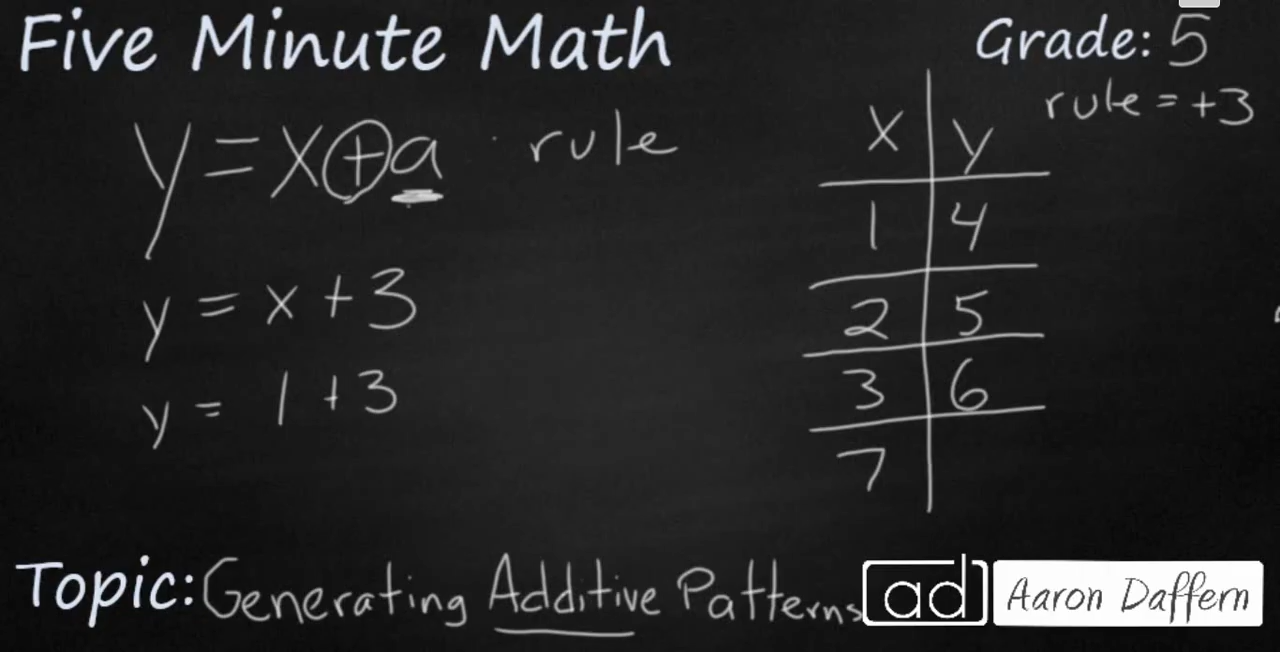 Five Minute Math
Grade: 5
y = x + a rule
rule = +3
x y
1 4
y = x + 3
2 5
y = 1 + 3
3 6
7
Topic: Generating Additive Patterns
ad Aaron Daffern